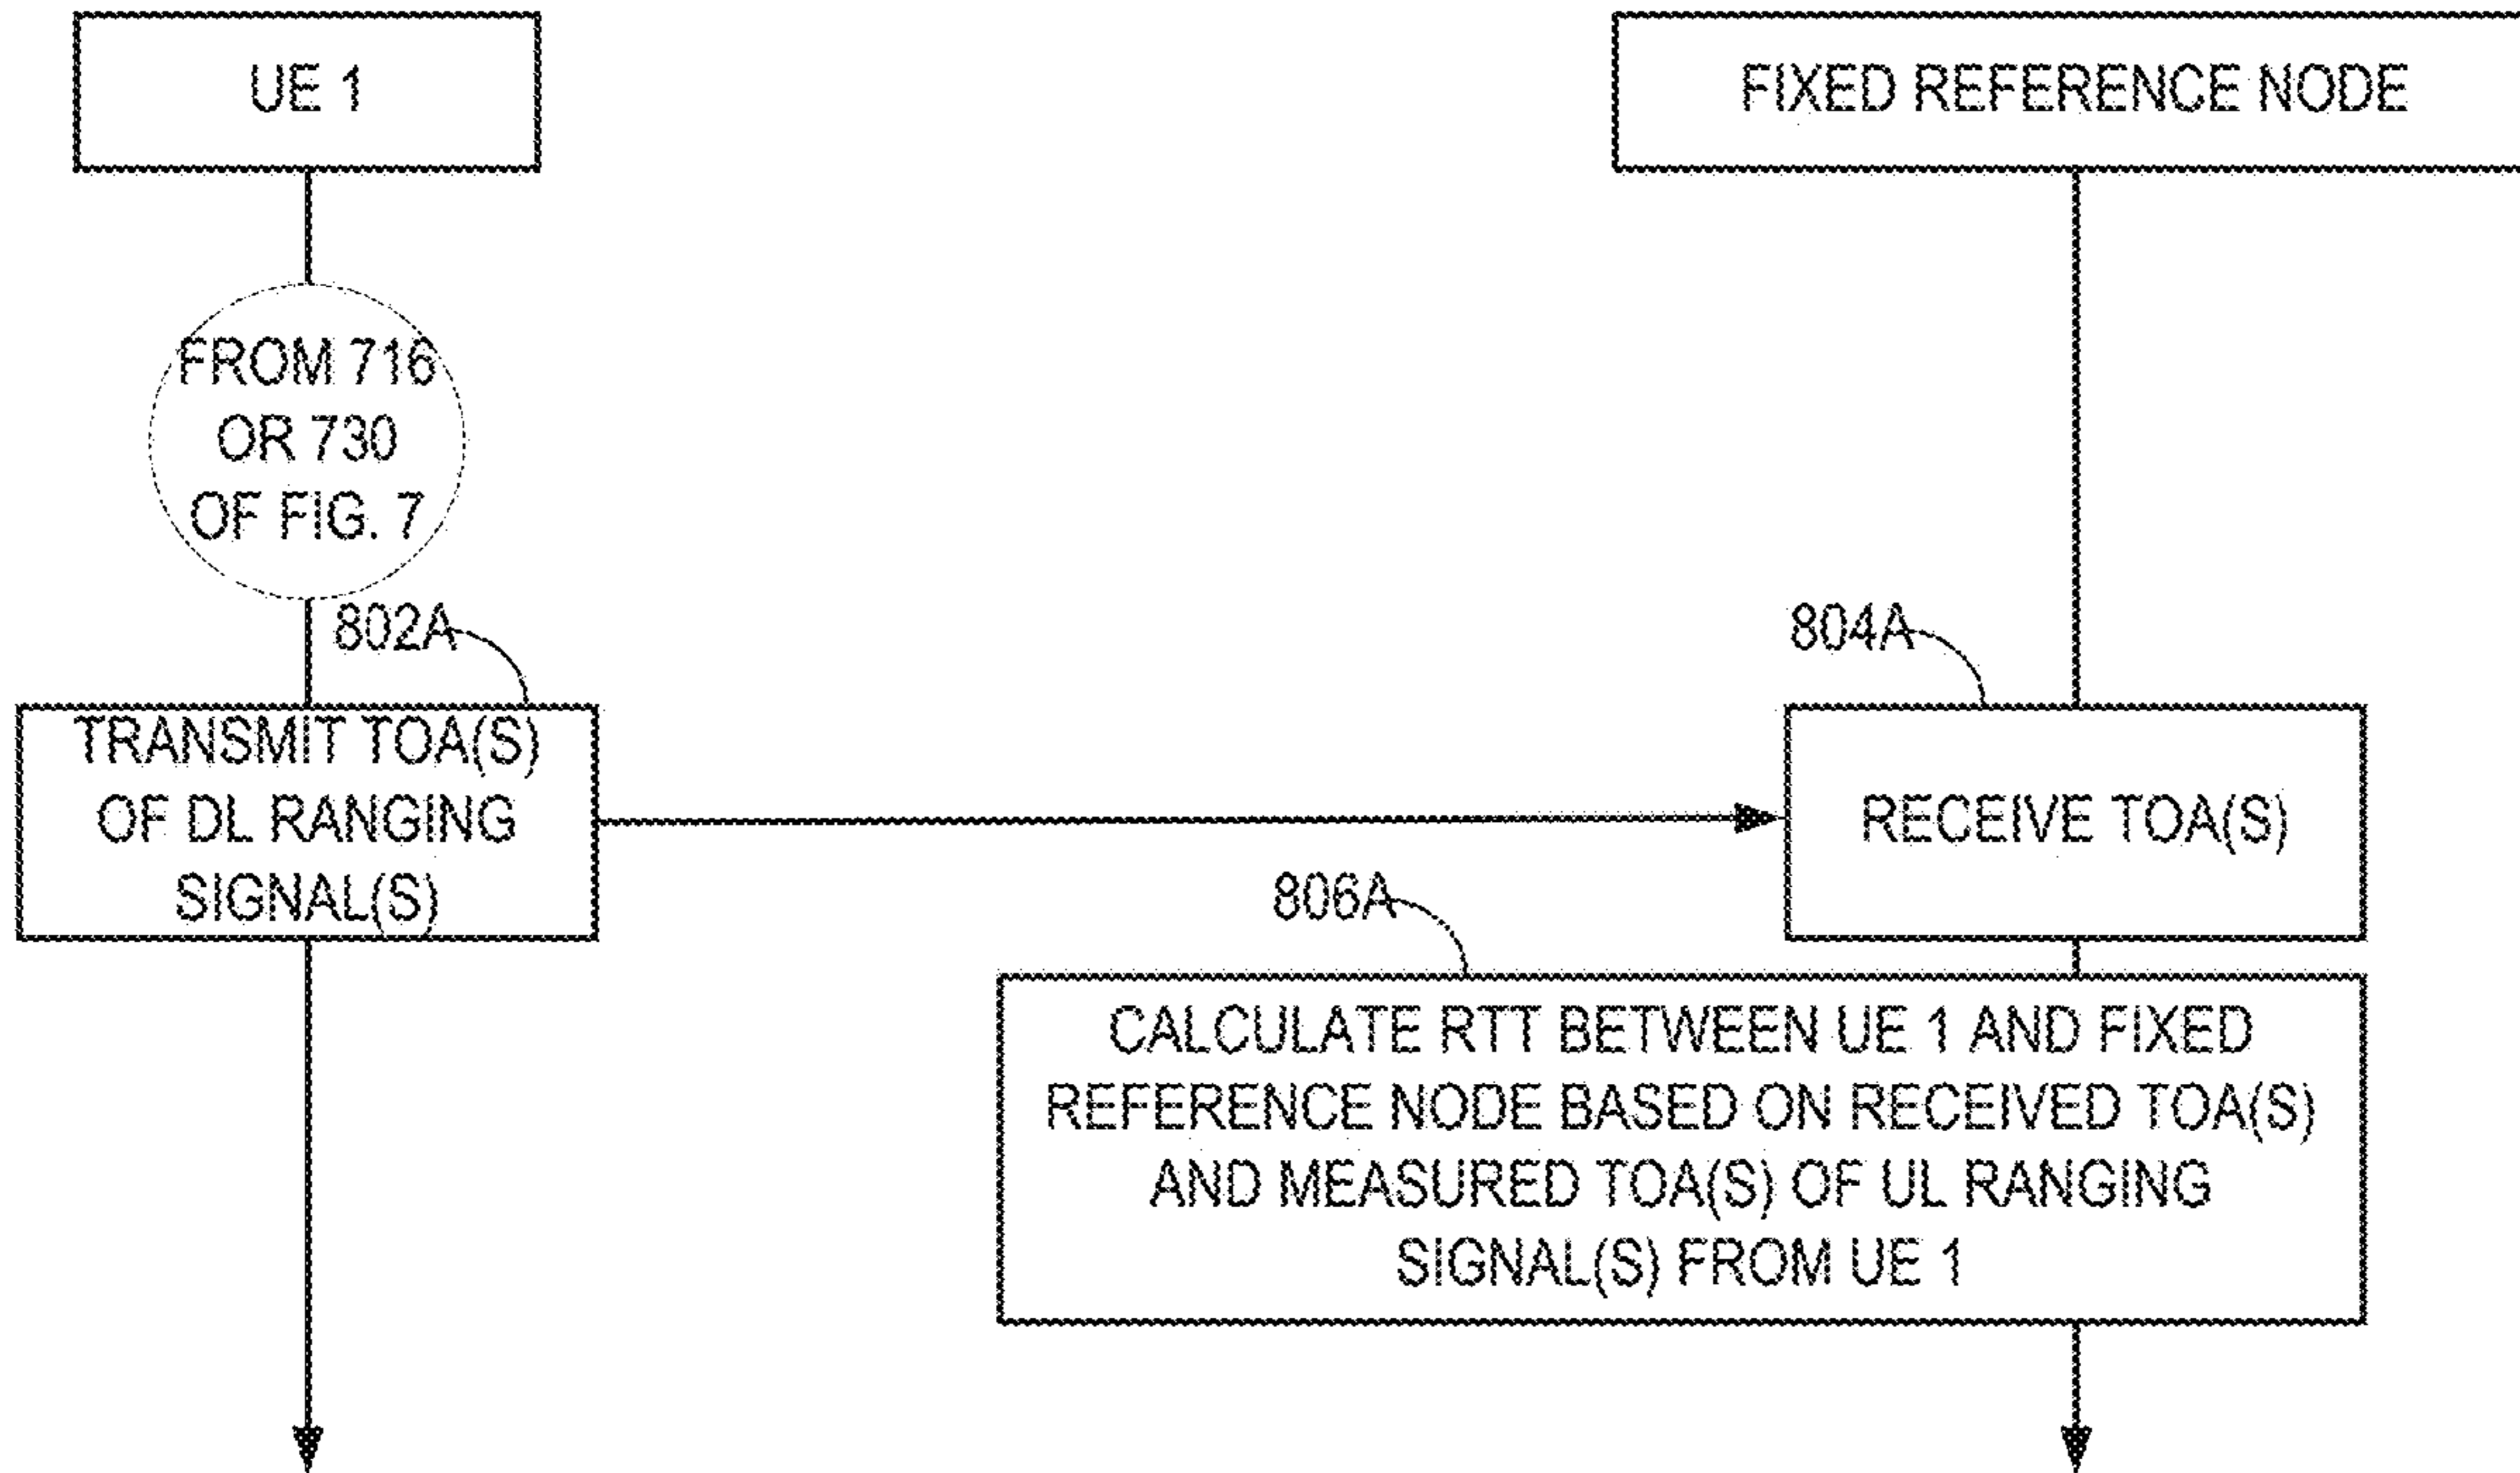 UE 1
FIXED REFERENCE NODE
FROM 716
OR 730
OF FIG. 7
802A
804A
TRANSMIT TOA(S)
OF DL RANGING
SIGNAL(S)
RECEIVE TOA(S)
806A
CALCULATE RTT BETWEEN UE 1 AND FIXED
REFERENCE NODE BASED ON RECEIVED TOA(S)
AND MEASURED TOA(S) OF UL RANGING
SIGNAL(S) FROM UE 1